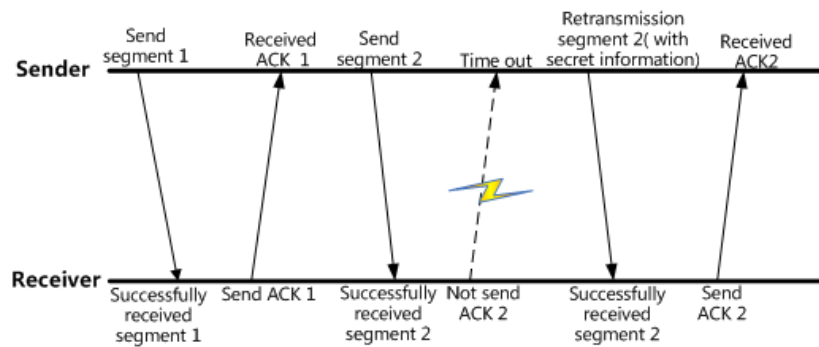 Send
segment 1
Received
ACK 1
Send
segment 2
Time out
Retransmission
segment 2( with
secret information)
Received
ACK2
Sender
Receiver
Successfully
received
segment 1
Send ACK 1
Successfully
received
segment 2
Not send
ACK 2
Successfully
received
segment 2
Send
ACK 2